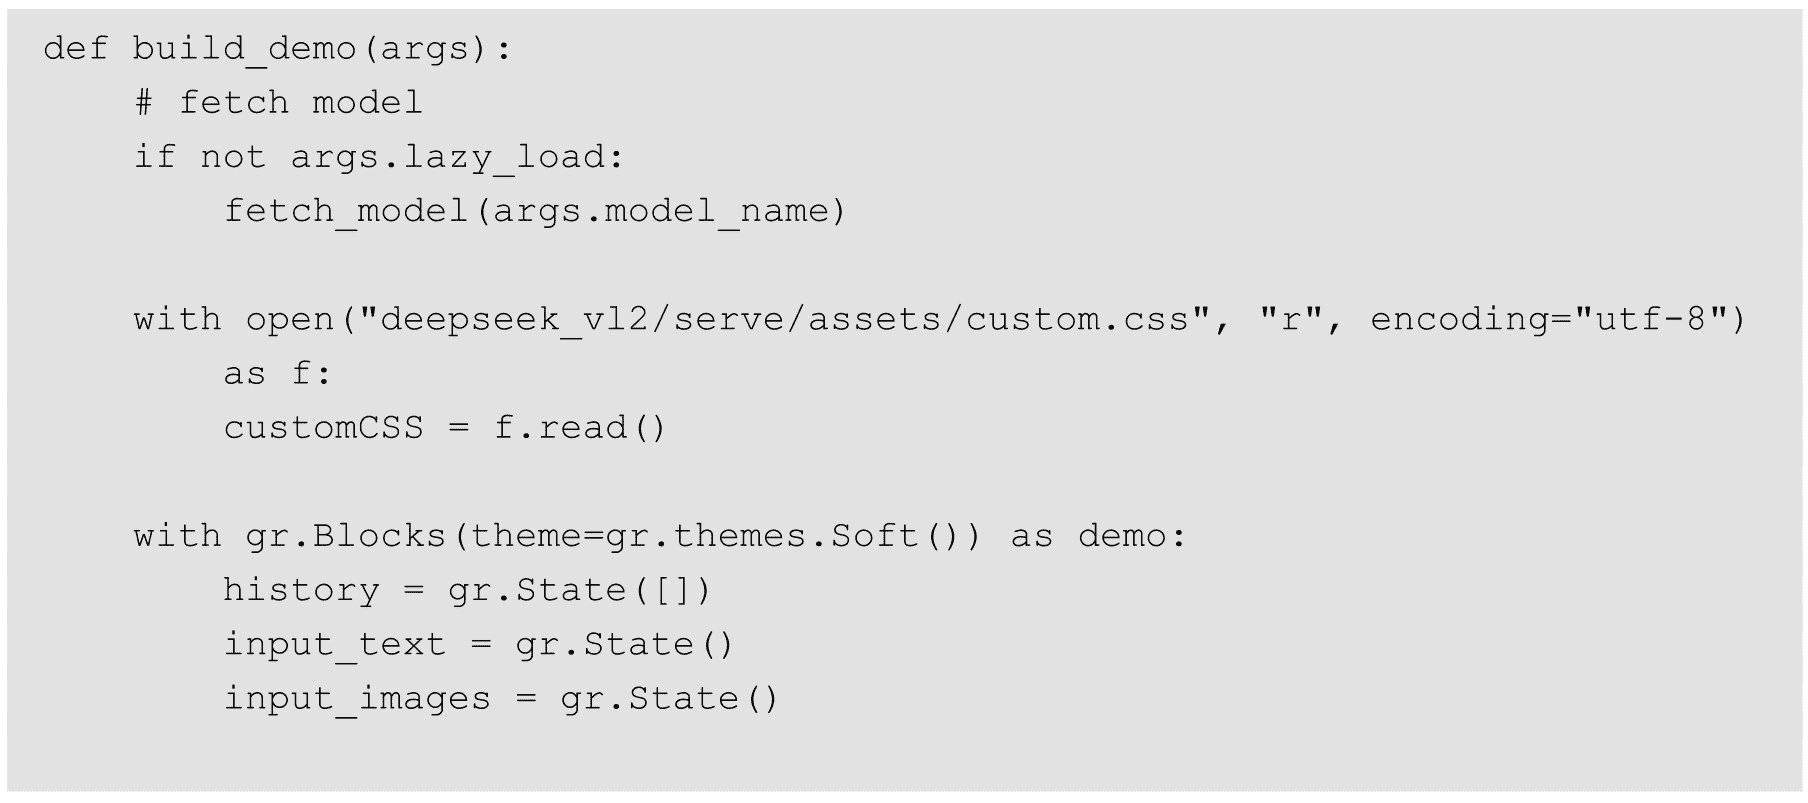 def build_demo(args):
    # fetch model
    if not args.lazy_load:
        fetch_model(args.model_name)

    with open("deepseek_vl2/serve/assets/custom.css", "r", encoding="utf-8")
        as f:
        customCSS = f.read()

    with gr.Blocks(theme=gr.themes.Soft()) as demo:
        history = gr.State([])
        input_text = gr.State()
        input_images = gr.State()